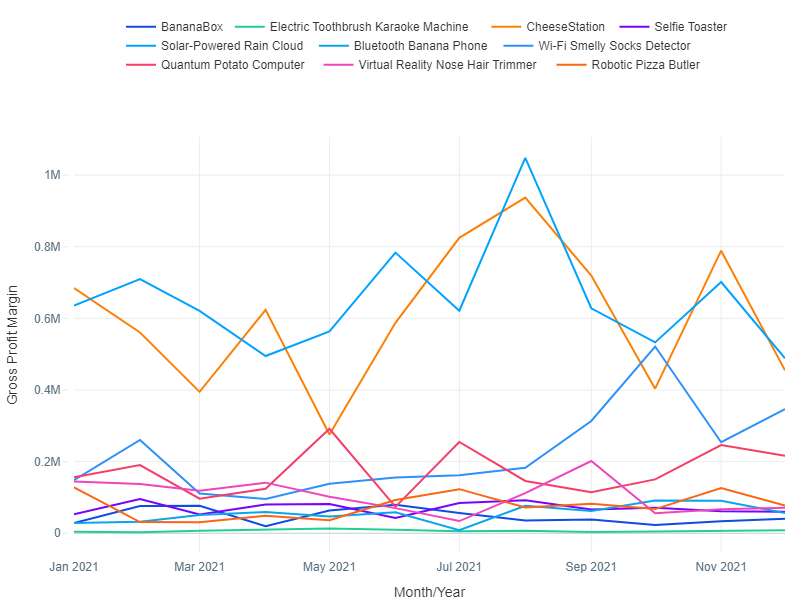 BananaBox Electric Toothbrush Karaoke Machine CheeseStation Selfie Toaster
Solar-Powered Rain Cloud Bluetooth Banana Phone Wi-Fi Smelly Socks Detector
Quantum Potato Computer Virtual Reality Nose Hair Trimmer Robotic Pizza Butler
1M
0.8M
0.6M
0.4M
0.2M
0
Gross Profit Margin
Jan 2021 Mar 2021 May 2021 Jul 2021 Sep 2021 Nov 2021
Month/Year